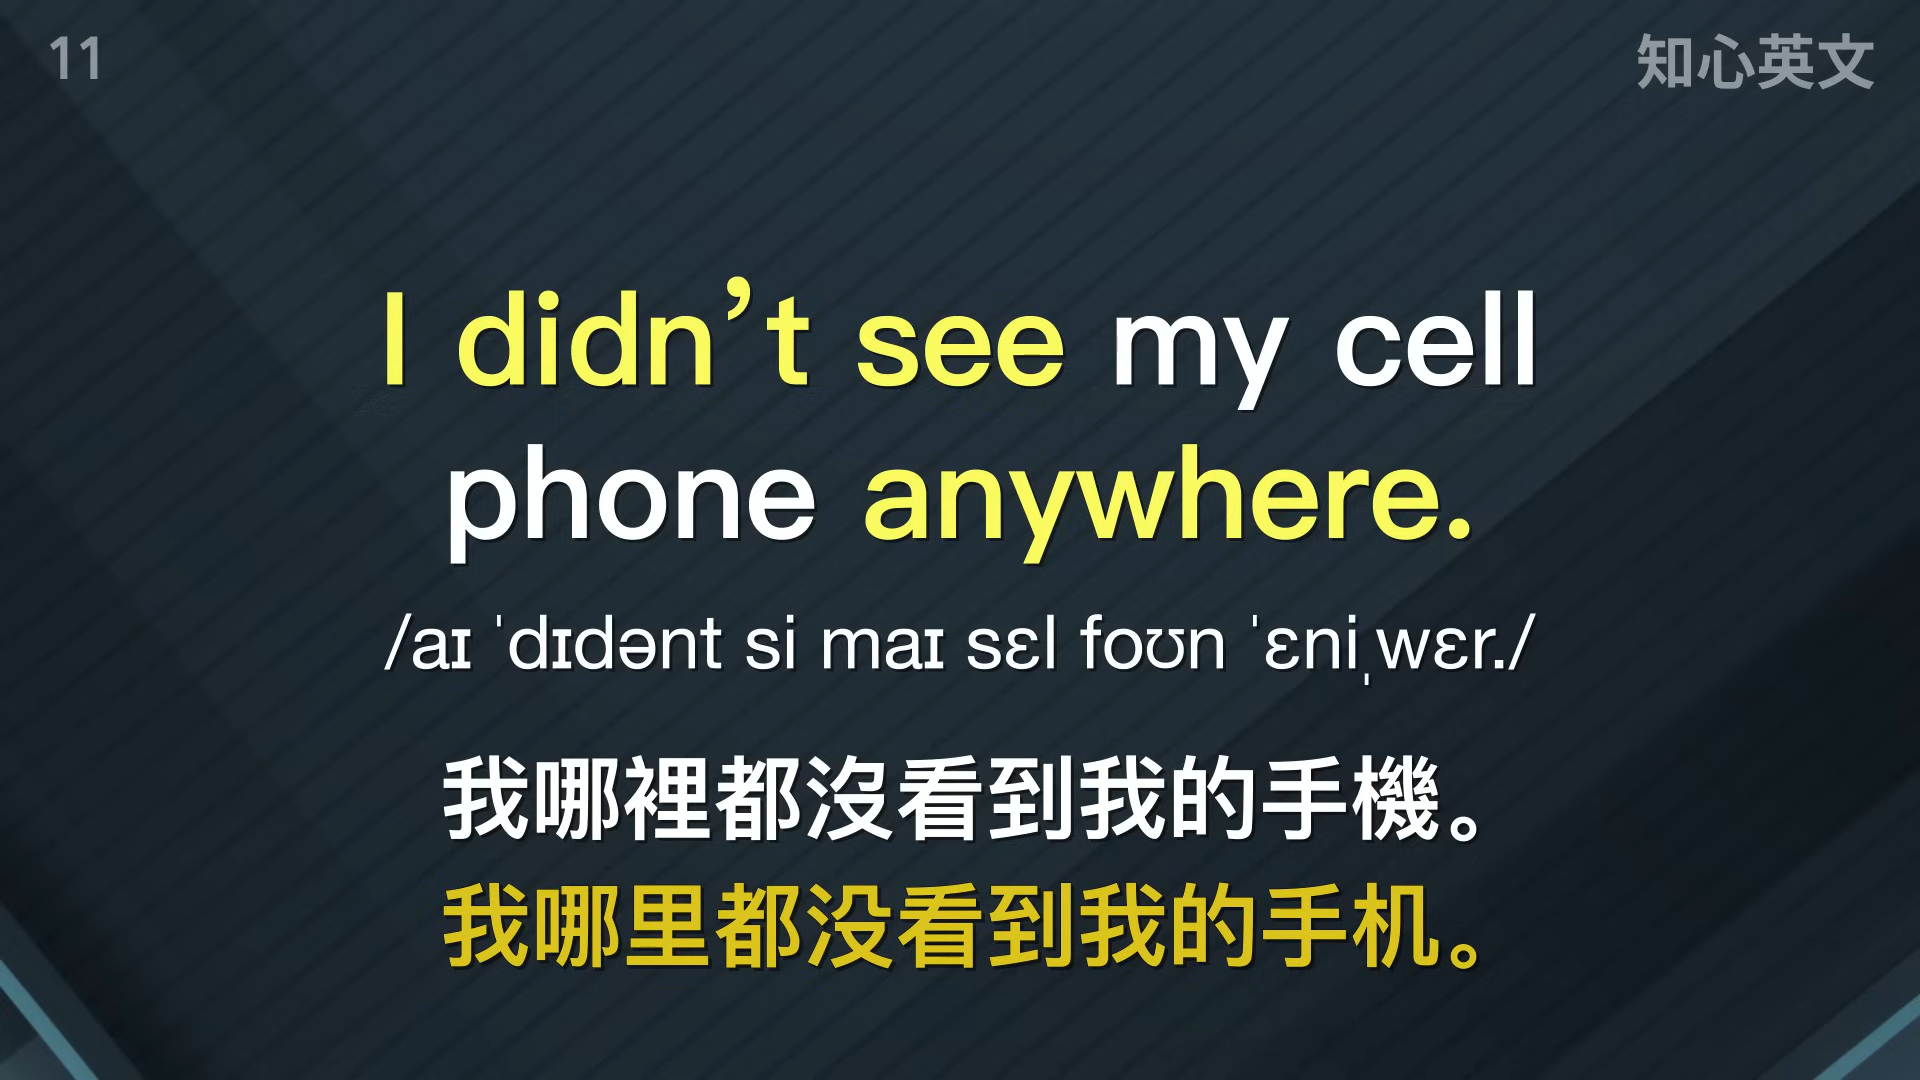 11
知心英文
I didn’t see my cell
phone anywhere.
/aɪ ˈdɪdənt si maɪ sɛl foʊn ˈɛniˌwɛr./
我哪裡都沒看到我的手機。
我哪里都没看到我的手机。